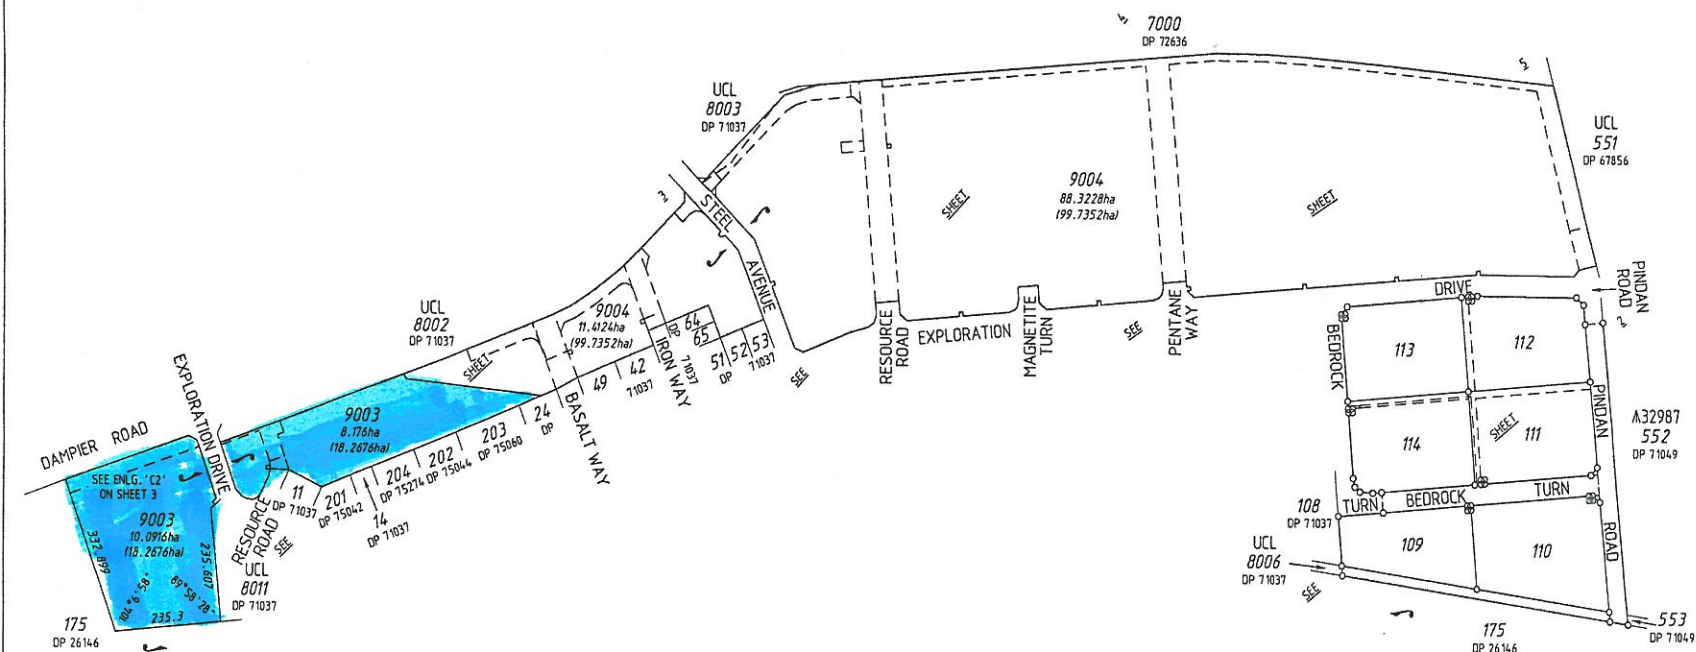 7000
DP 72636
UCL
8003
DP 71037
UCL
551
DP 67856
STEEL
AVENUE
SHEET
9004
88.3228ha
(99.7352ha)
SHEET
UCL
8002
DP 71037
9004
11.4124ha
(99.7352ha)
SHEET
DP 64
65
71037
IRON WAY
51
52
53
DP
71037
SEE
RESOURCE
ROAD
EXPLORATION
MAGNETITE
TURN
SEE
PENTANE
WAY
DRIVE
PINDAN
ROAD
BEDROCK
113
112
114
SHEET
111
PINDAN
A32987
552
DP 71049
108
DP 71037
TURN
BEDROCK
TURN
109
110
ROAD
UCL
8006
DP 71037
SEE
175
DP 26146
553
DP 71049
EXPLORATION DRIVE
DAMPIER ROAD
9003
8.176ha
(18.2676ha)
49
42
71037
BASALT WAY
24
DP
203
DP 75060
202
DP 75044
204
DP 75274
14
DP 71037
201
DP 75042
11
DP 71037
SEE ENLG. 'C2'
ON SHEET 3
9003
10.0916ha
(18.2676ha)
332.899
235.607
104°6'58"
89°58'28"
235.3
RESOURCE
ROAD
SEE
UCL
8011
DP 71037
175
DP 26146